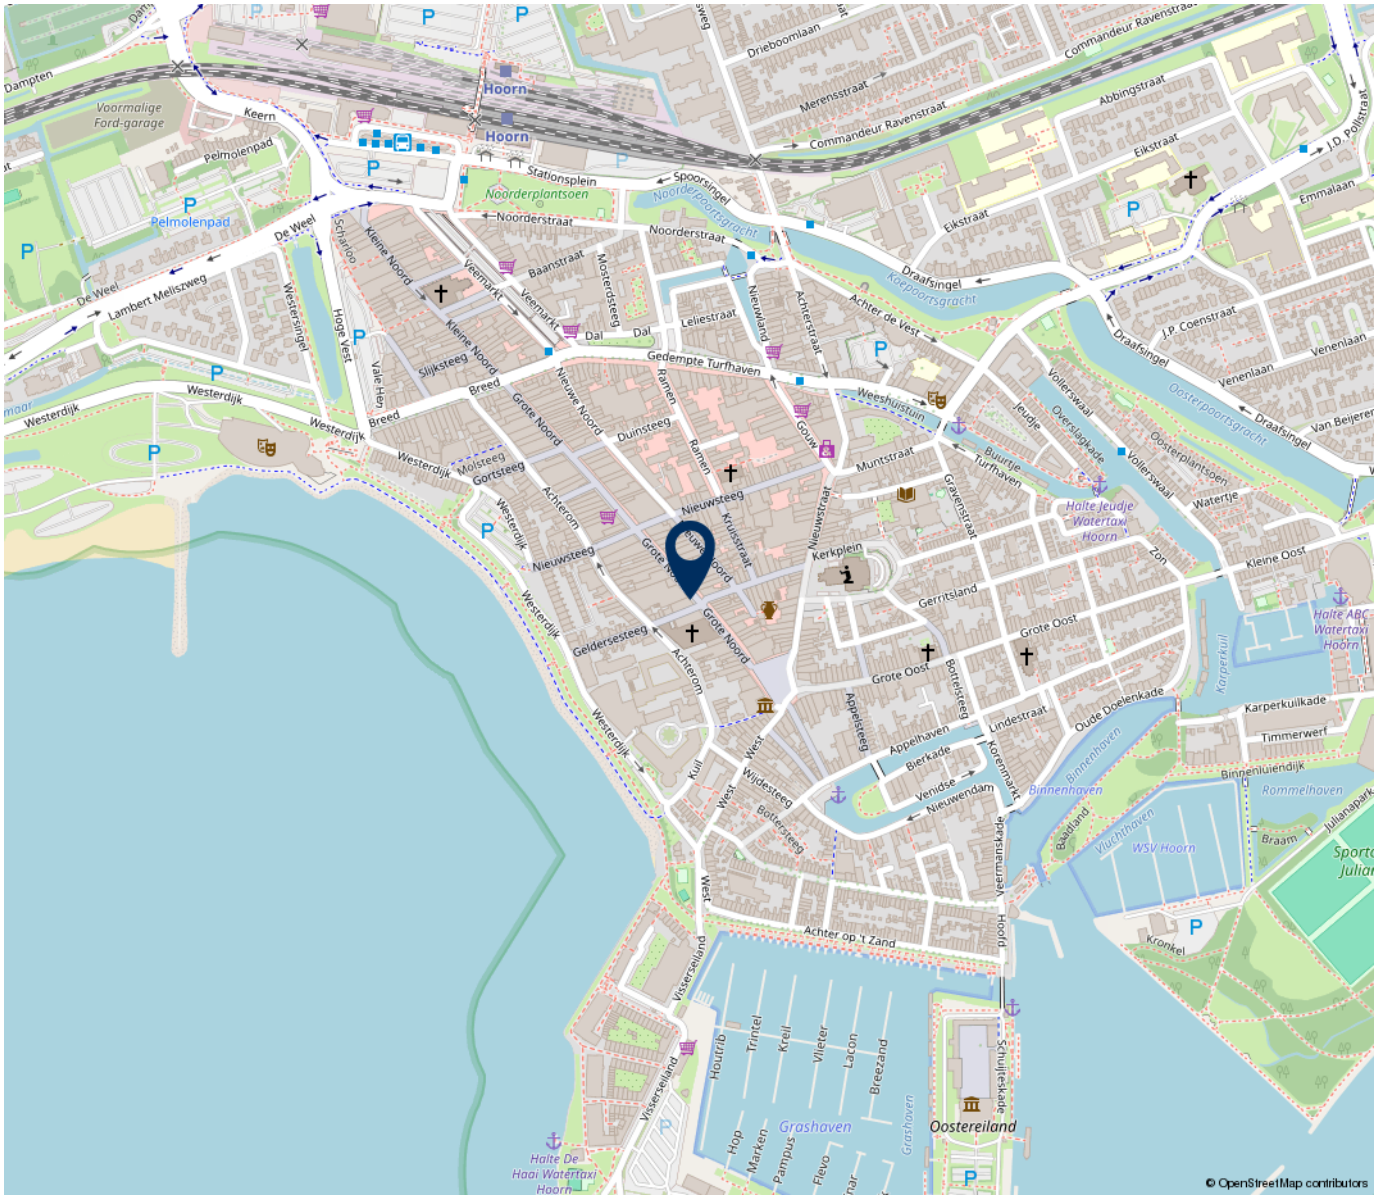 Dampten
Dampten
Voormalige
Ford-garage
Keern
Pelmolenpad
Pelmolenpad
De Weel
De Weel
Lambert Meliszweg
Westersingel
Hoge Vest
Scharloo
Vale Hen
Hoorn
Hoorn
Stationsplein
Spoorsingel
Noorderplantsoen
Noorderpoortsgracht
Noorderstraat
Noorderstraat
Drieboomlaan
Merensstraat
Commandeur Ravenstraat
Commandeur Ravenstraat
Abbingstraat
Eikstraat
Eikstraat
J.D. Pollstraat
Emmalaan
Draafsingel
Draafsingel
Draafsingel
Koepoortsgracht
Achter de Vest
J.P. Coenstraat
Venenlaan
Venenlaan
Van Beijeren
Oosterpoortsgracht
Kleine Noord
Kleine Noord
Veemarkt
Veemarkt
Baanstraat
Mosterdsteeg
Dal
Dal
Leliestraat
Nieuwland
Achterstraat
Slijksteeg
Breed
Breed
Gedempte Turfhaven
Westerdijk
Westerdijk
Westerdijk
Westerdijk
Westerdijk
Westerdijk
Westerdijk
Molsteeg
Gortsteeg
Grote Noord
Nieuwe Noord
Duinsteeg
Ramen
Ramen
Gouw
Weeshuistuin
Jeudje
Vollerswaal
Vollerswaal
Overslagkade
Oosterplantsoen
Watertje
Buurtje
Turfhaven
Muntstraat
Gravenstraat
Halte Jeudje
Watertaxi
Hoorn
Achterom
Nieuwsteeg
Nieuwsteeg
Kruisstraat
Nieuwstraat
Kerkplein
Gerritsland
Zon
Kleine Oost
Grote Oost
Grote Oost
Karperkuil
Halte ABC
Watertaxi
Hoorn
Geldersesteeg
Grote Noord
Achterom
Bottelsteeg
Appelsteeg
Appelhaven
Lindestraat
Oude Doelenkade
Karperkuilkade
Timmerwerf
Binnenluiendijk
Binnenhaven
Binnenhaven
Bierkade
Venidse
Nieuwendam
Korenmarkt
Kuil
West
West
West
Wijdesteeg
Bottersteeg
Veermanskade
Baadland
Vluchthaven
WSV Hoorn
Rommelhaven
Braam
Julianapark
Kronkel
Hoofd
Achter op 't Zand
Visserseiland
Visserseiland
Houtrib
Trintel
Kreil
Vlieter
Lacon
Breezand
Hop
Marken
Pampus
Flevo
Grashaven
Grashaven
Schuijteskade
Oostereiland
Halte De
Haai Watertaxi
Hoorn
© OpenStreetMap contributors